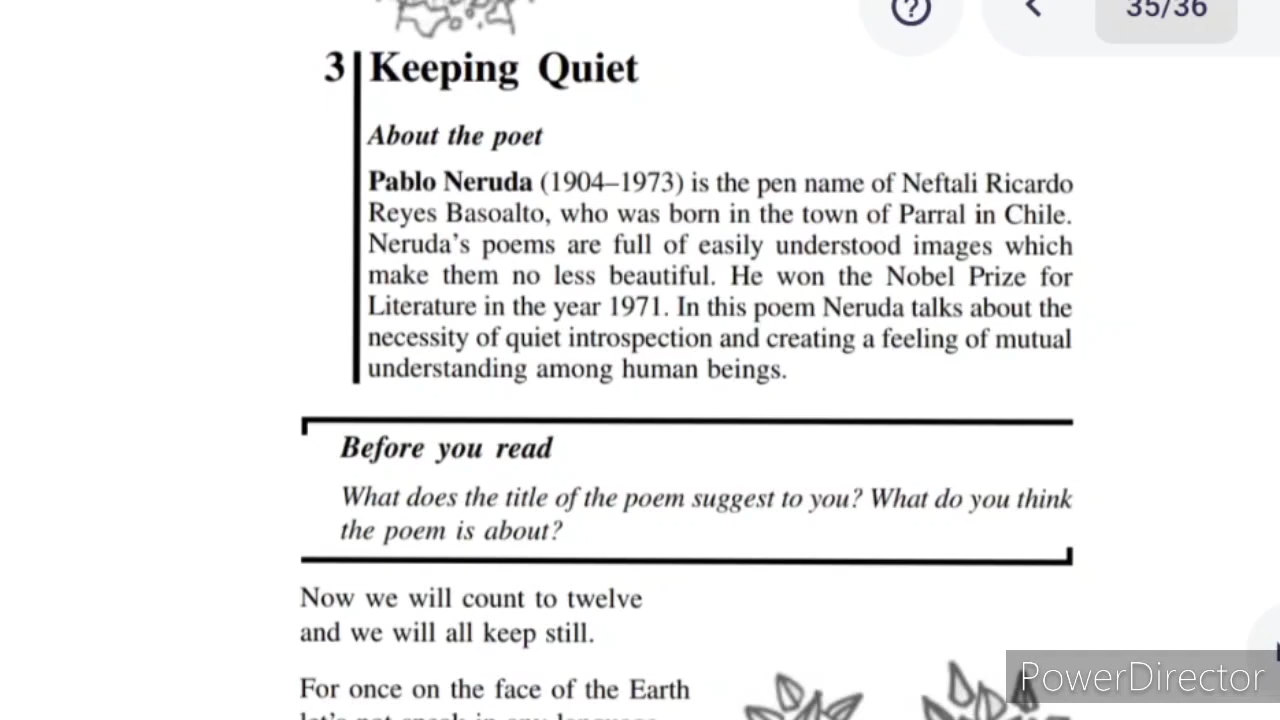 35/36
3 Keeping Quiet
About the poet
Pablo Neruda (1904–1973) is the pen name of Neftali Ricardo
Reyes Basoalto, who was born in the town of Parral in Chile.
Neruda's poems are full of easily understood images which
make them no less beautiful. He won the Nobel Prize for
Literature in the year 1971. In this poem Neruda talks about the
necessity of quiet introspection and creating a feeling of mutual
understanding among human beings.
Before you read
What does the title of the poem suggest to you? What do you think
the poem is about?
Now we will count to twelve
and we will all keep still.
For once on the face of the Earth
let's not speak in any language
PowerDirector